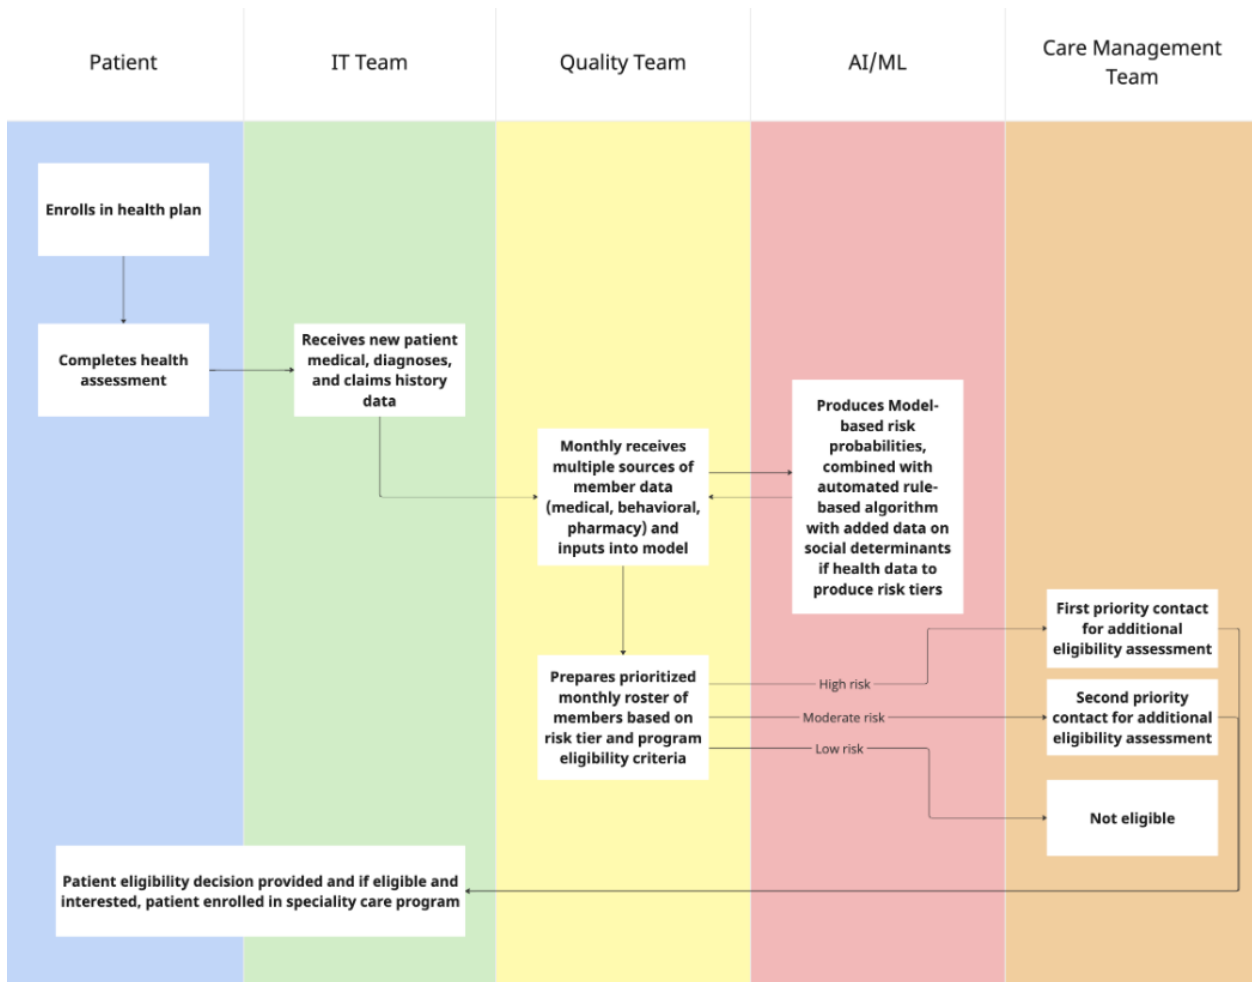 Patient
IT Team
Quality Team
AI/ML
Care Management
Team
Enrolls in health plan
Completes health
assessment
Receives new patient
medical, diagnoses,
and claims history
data
Monthly receives
multiple sources of
member data
(medical, behavioral,
pharmacy) and
inputs into model
Produces Model-
based risk
probabilities,
combined with
automated rule-
based algorithm
with added data on
social determinants
if health data to
produce risk tiers
Prepares prioritized
monthly roster of
members based on
risk tier and program
eligibility criteria
High risk
Moderate risk
Low risk
First priority contact
for additional
eligibility assessment
Second priority
contact for additional
eligibility assessment
Not eligible
Patient eligibility decision provided and if eligible and
interested, patient enrolled in speciality care program